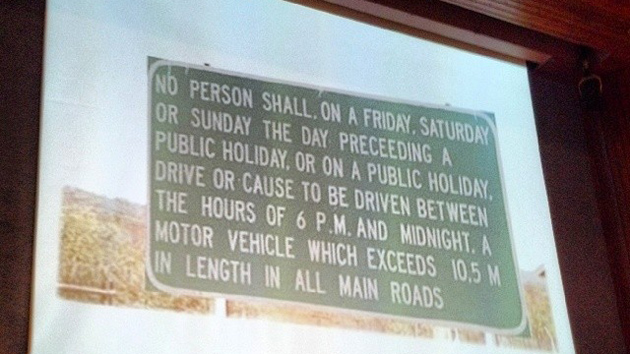 NO PERSON SHALL, ON A FRIDAY, SATURDAY
OR SUNDAY THE DAY PRECEEDING A
PUBLIC HOLIDAY, OR ON A PUBLIC HOLIDAY,
DRIVE OR CAUSE TO BE DRIVEN BETWEEN
THE HOURS OF 6 P.M. AND MIDNIGHT, A
MOTOR VEHICLE WHICH EXCEEDS 10,5 M
IN LENGTH IN ALL MAIN ROADS